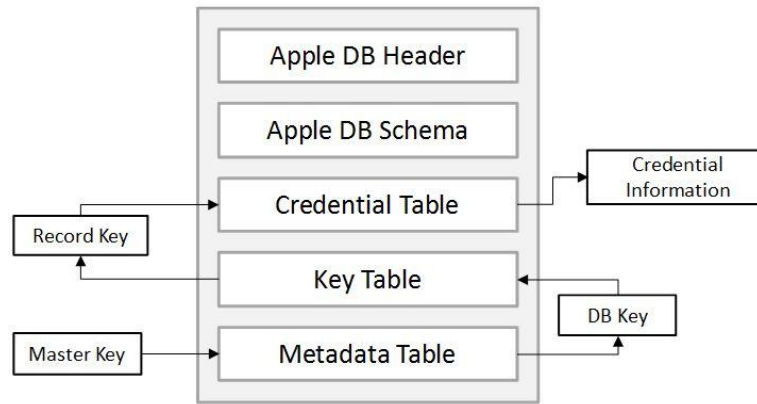 Apple DB Header
Apple DB Schema
Credential Table
Credential
Information
Record Key
Key Table
DB Key
Master Key
Metadata Table